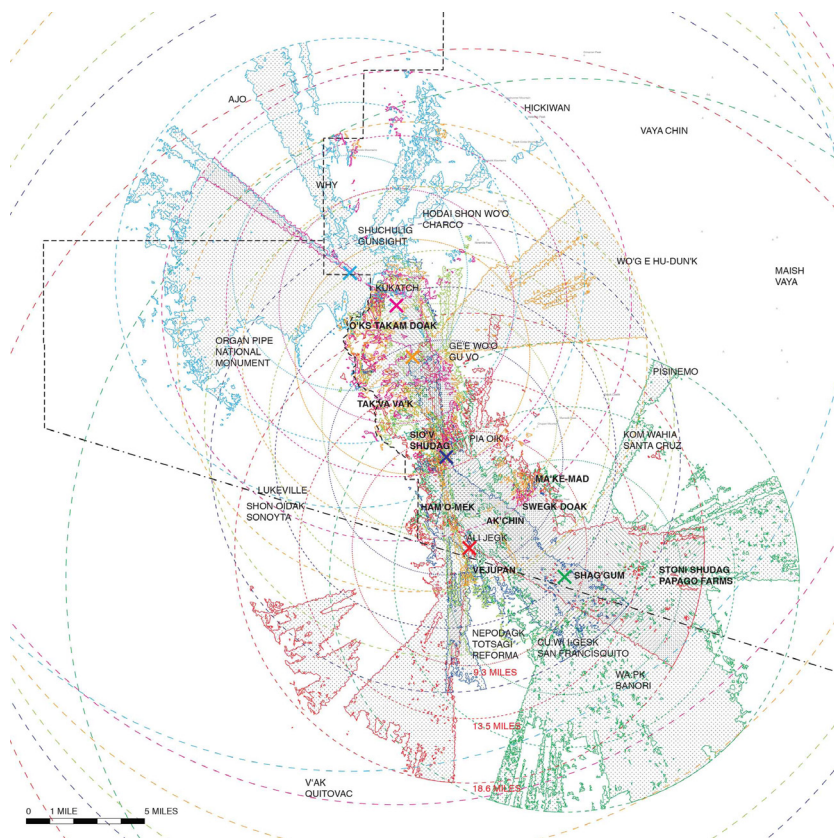 AJO
HICKIWAN
VAYA CHIN
WHY
HODAI SHON WO'O
CHARCO
SHUCHULIG
GUNSIGHT
WO'G E HU-DUN'K
MAISH
VAYA
I KUKATCH
O'KS TAKAM DOAK
ORGAN PIPE
NATIONAL
MONUMENT
GE'E WO'O
GU VO
PISINEMO
TAK'VA VA'K
SIO'V
SHUDAG
PIA OIK
KOM WAHIA
SANTA CRUZ
MA'KE-MAD
LUKEVILLE
SHON OIDAK
SONOYTA
HAM'O-MEK
SWEGK DOAK
AK'CHIN
ALI JEGK
VEJUPAN
SHAG'GUM
STONI SHUDAG
PAPAGO FARMS
NEPODAGK
TOTSAGI
REFORMA
CU:WI I-GESK
SAN FRANCISQUITO
9.3 MILES
WA:PK
BANORI
13.5 MILES
V'AK
QUITOVAC
18.6 MILES
0 1 MILE 5 MILES